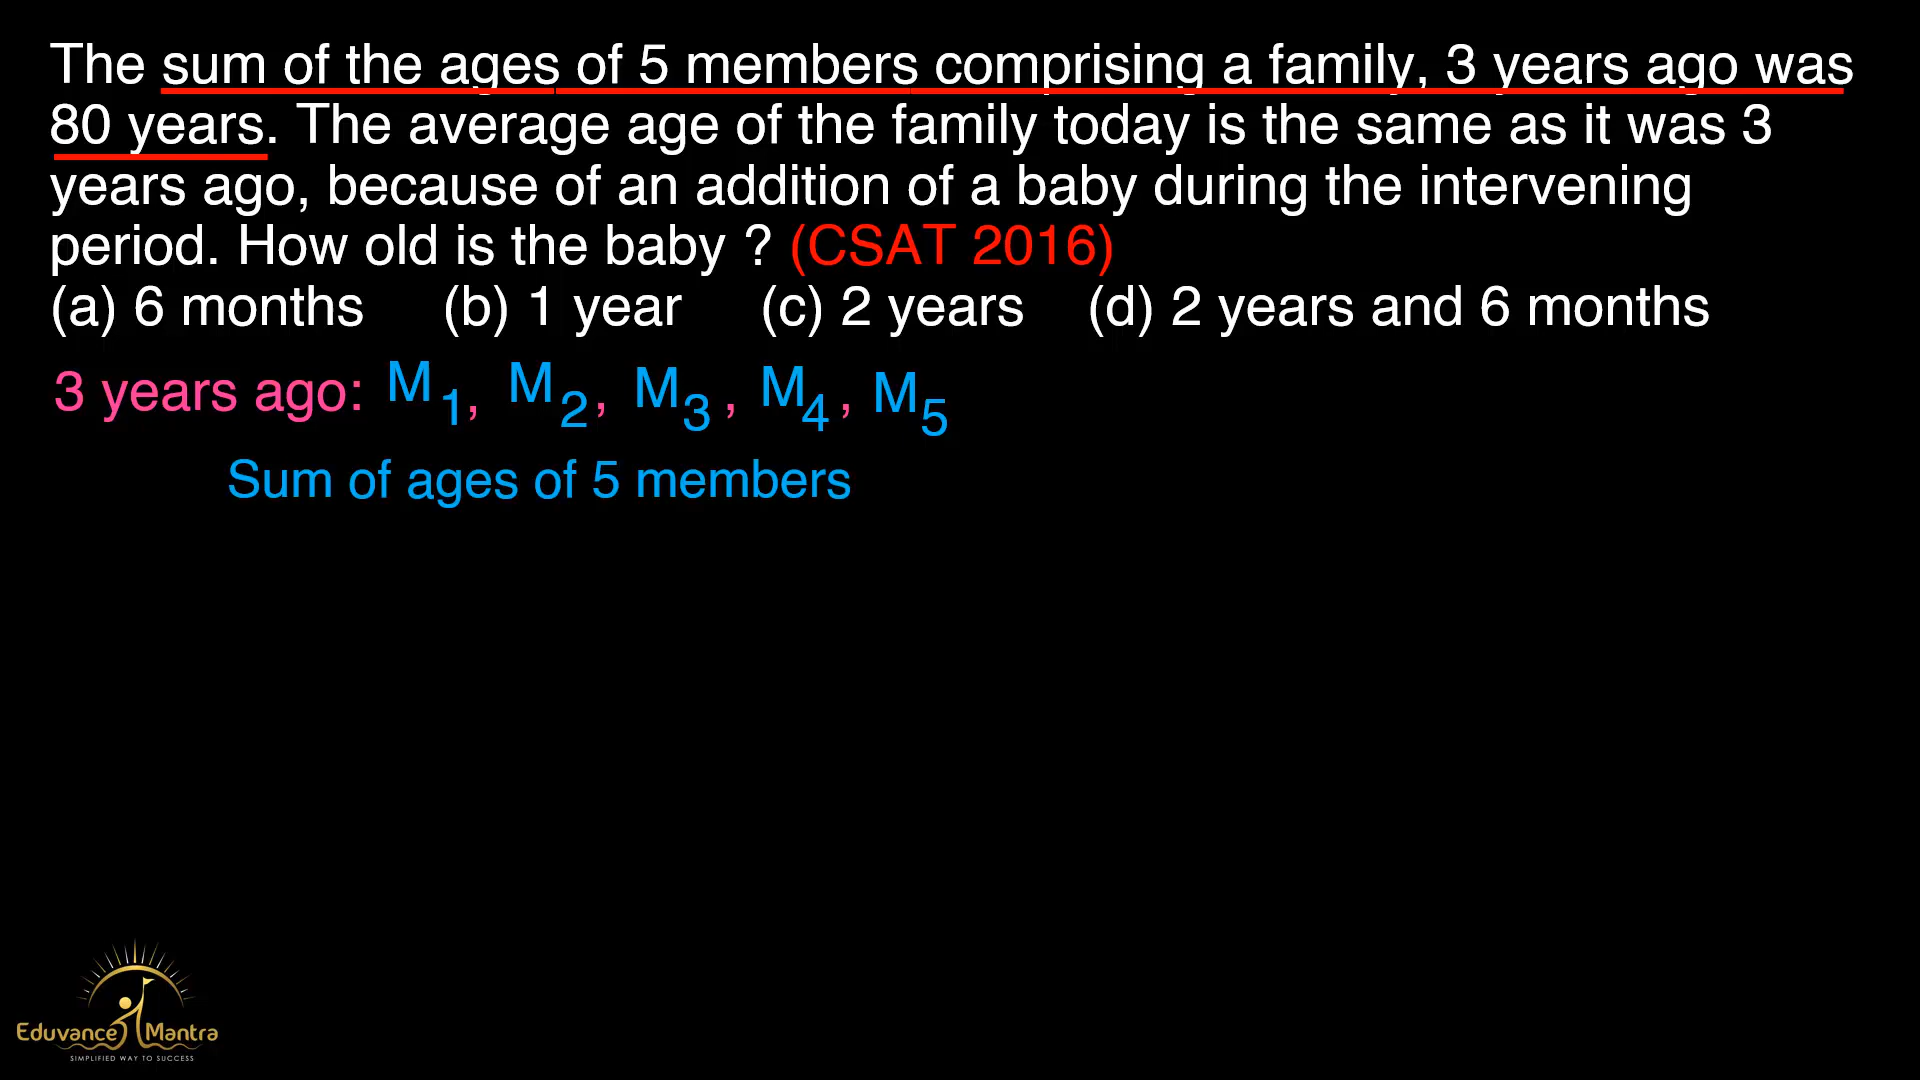 The sum of the ages of 5 members comprising a family, 3 years ago was
80 years. The average age of the family today is the same as it was 3
years ago, because of an addition of a baby during the intervening
period. How old is the baby ? (CSAT 2016)
(a) 6 months (b) 1 year (c) 2 years (d) 2 years and 6 months
3 years ago: M1, M2, M3, M4, M5
Sum of ages of 5 members
Eduvance Mantra
SIMPLIFIED WAY TO SUCCESS